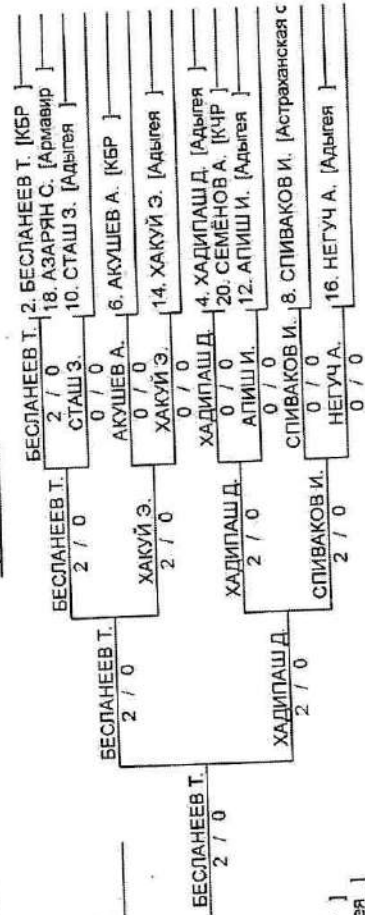 БЕСЛАНЕЕВ Т.
2 / 0
БЕСЛАНЕЕВ Т.
2 / 0
ХАДИПАШ Д.
2 / 0
БЕСЛАНЕЕВ Т.
2 / 0
ХАКУЙ Э.
2 / 0
ХАДИПАШ Д.
2 / 0
СПИВАКОВ И.
2 / 0
БЕСЛАНЕЕВ Т.
2 / 0
СТАШ З.
0 / 0
АКУШЕВ А.
0 / 0
ХАКУЙ Э.
0 / 0
ХАДИПАШ Д.
0 / 0
АПИШ И.
0 / 0
СПИВАКОВ И.
0 / 0
НЕГУЧ А.
0 / 0
2. БЕСЛАНЕЕВ Т. [КБР ]
18. АЗАРЯН С. [Армавир ]
10. СТАШ З. [Адыгея ]
6. АКУШЕВ А. [КБР ]
14. ХАКУЙ Э. [Адыгея ]
4. ХАДИПАШ Д. [Адыгея ]
20. СЕМЁНОВ А. [КЧР ]
12. АПИШ И. [Адыгея ]
8. СПИВАКОВ И. [Астраханская с
16. НЕГУЧ А. [Адыгея ]
]
ея ]